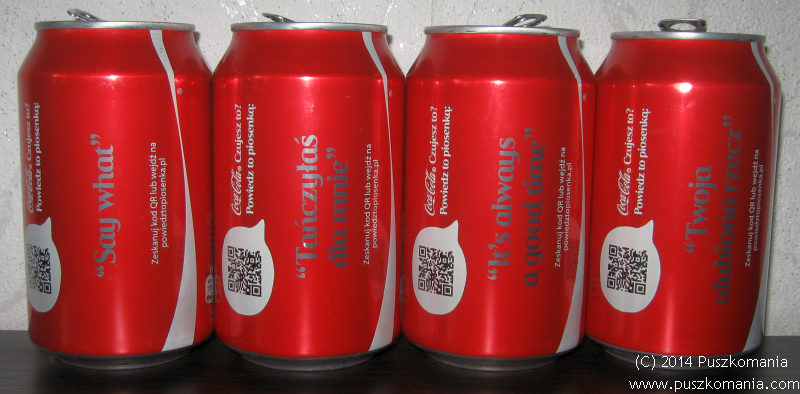 Coca-Cola® Czujesz to?
Powiedz to piosenką:
“Say what”
Zeskanuj kod QR lub wejdź na
powiedztopiosenka.pl
Coca-Cola® Czujesz to?
Powiedz to piosenką:
“Tańczyłaś
dla mnie”
Zeskanuj kod QR lub wejdź na
powiedztopiosenka.pl
Coca-Cola® Czujesz to?
Powiedz to piosenką:
“It's always
a good time”
Zeskanuj kod QR lub wejdź na
powiedztopiosenka.pl
Coca-Cola® Czujesz to?
Powiedz to piosenką:
“Twoja
ulubiona rzecz”
Zeskanuj kod QR lub wejdź na
powiedztopiosenka.pl
(C) 2014 Puszkomania
www.puszkomania.com